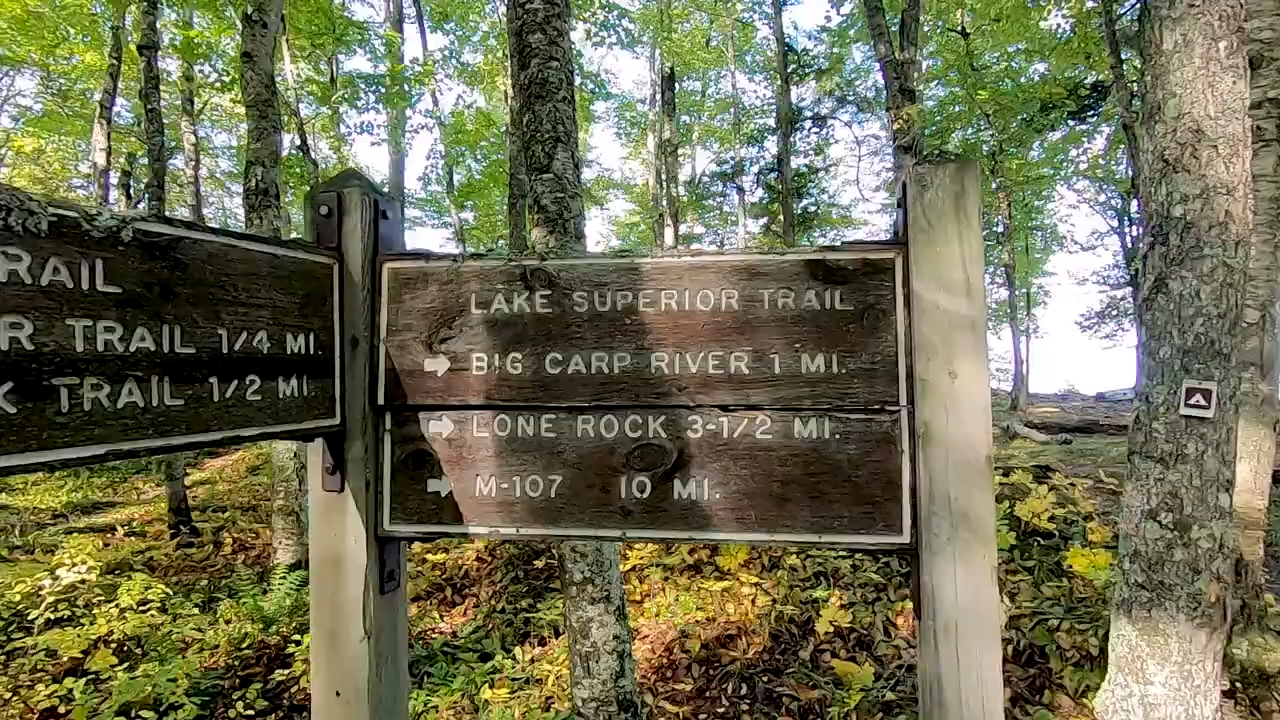 RAIL
R TRAIL 1/4 MI.
K TRAIL 1/2 MI.
LAKE SUPERIOR TRAIL
BIG CARP RIVER 1 MI.
LONE ROCK 3-1/2 MI.
M-107 10 MI.